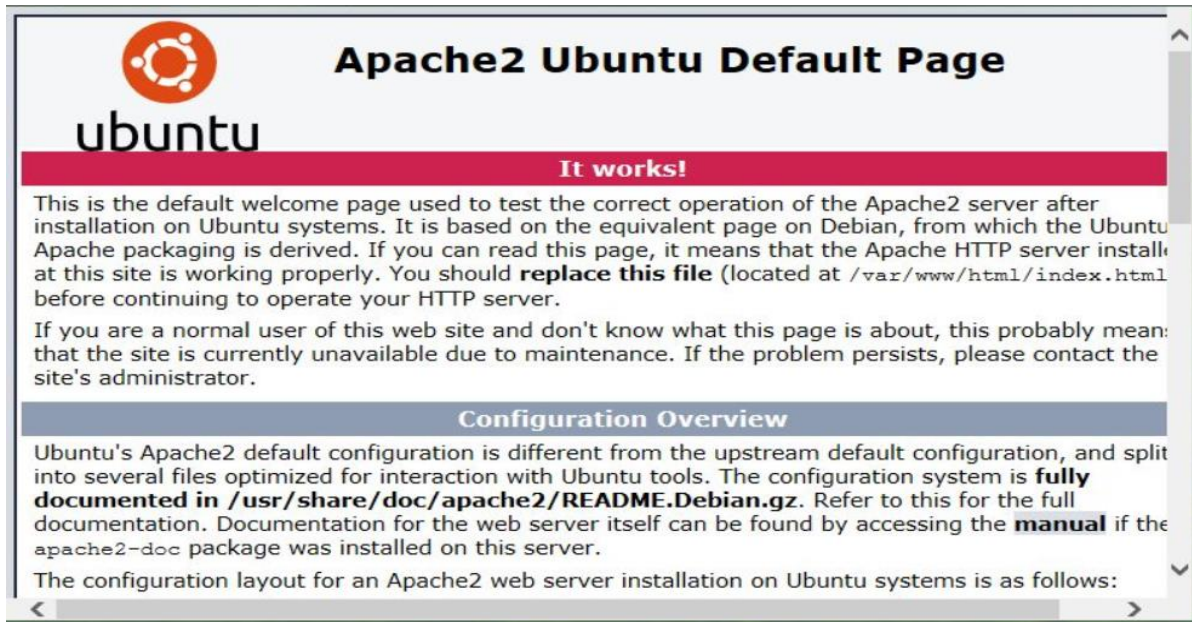 ubuntu
Apache2 Ubuntu Default Page
It works!
This is the default welcome page used to test the correct operation of the Apache2 server after
installation on Ubuntu systems. It is based on the equivalent page on Debian, from which the Ubuntu
Apache packaging is derived. If you can read this page, it means that the Apache HTTP server
at this site is working properly. You should replace this file (located at /var/www/html/index.html
before continuing to operate your HTTP server.
If you are a normal user of this web site and don't know what this page is about, this probably
that the site is currently unavailable due to maintenance. If the problem persists, please contact the
site's administrator.
Configuration Overview
Ubuntu's Apache2 default configuration is different from the upstream default configuration, and split
into several files optimized for interaction with Ubuntu tools. The configuration system is fully
documented in /usr/share/doc/apache2/README.Debian.gz. Refer to this for the full
documentation. Documentation for the web server itself can be found by accessing the manual if the
apache2-doc package was installed on this server.
The configuration layout for an Apache2 web server installation on Ubuntu systems is as follows: